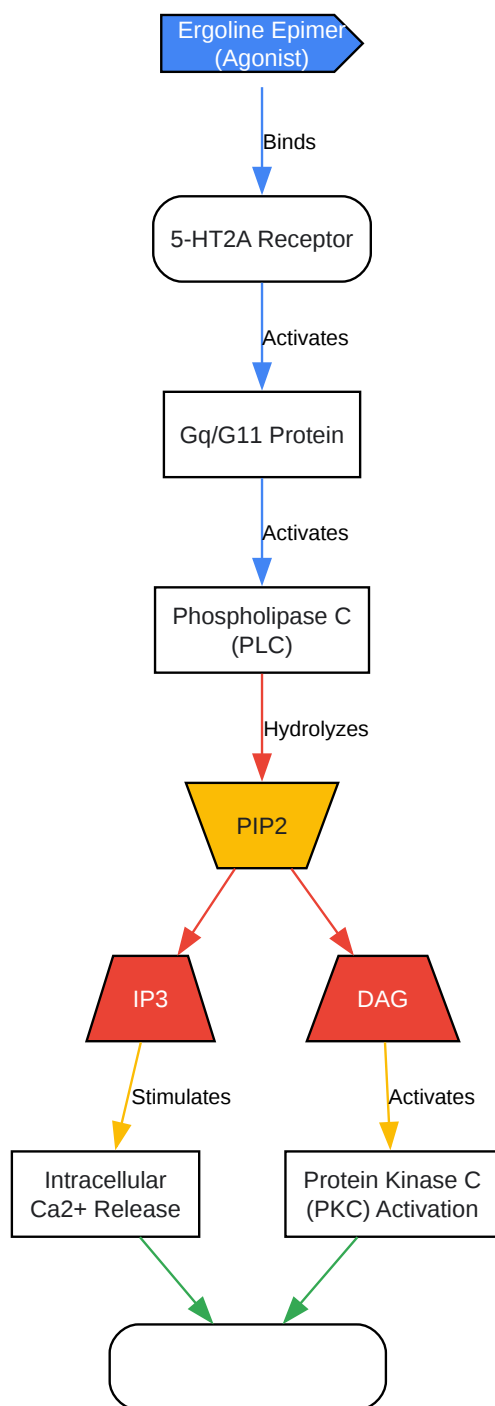 Ergoline Epimer
(Agonist)
Binds
5-HT2A Receptor
Activates
Gq/G11 Protein
Activates
Phospholipase C
(PLC)
Hydrolyzes
PIP2
IP3
DAG
Stimulates
Activates
Intracellular
Ca2+ Release
Protein Kinase C
(PKC) Activation